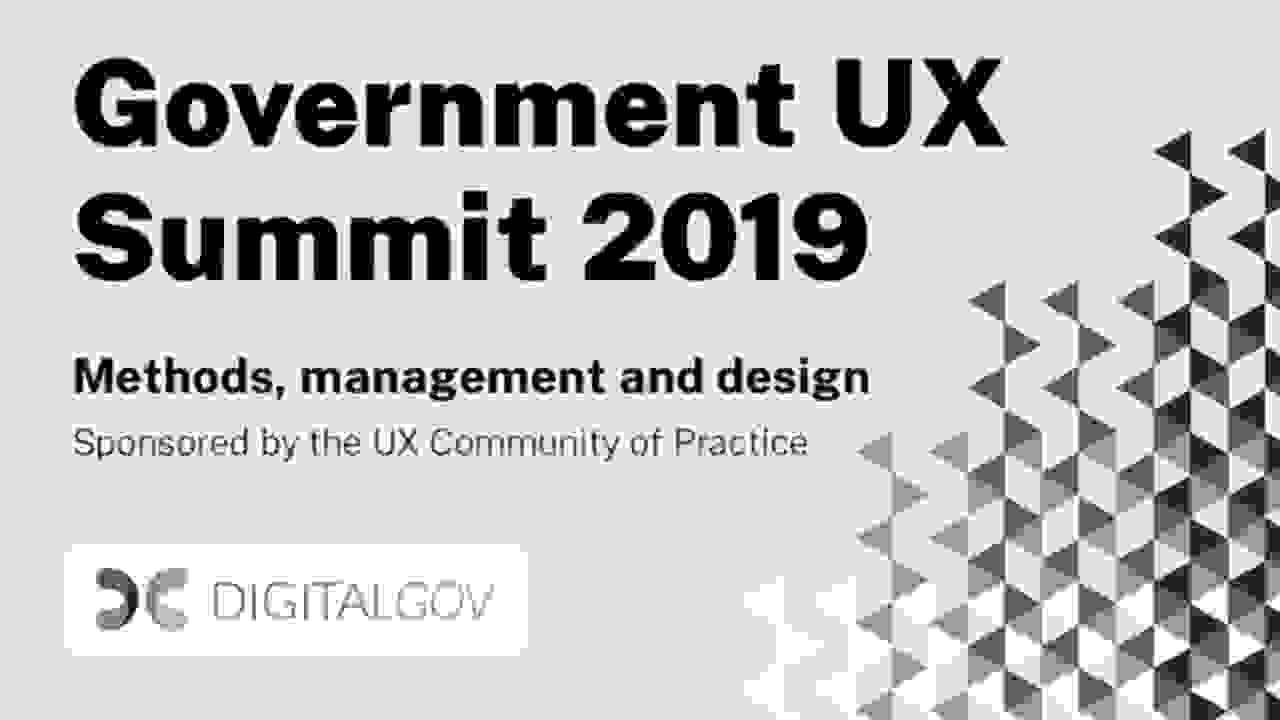 Government UX
Summit 2019
Methods, management and design
Sponsored by the UX Community of Practice
DIGITALGOV